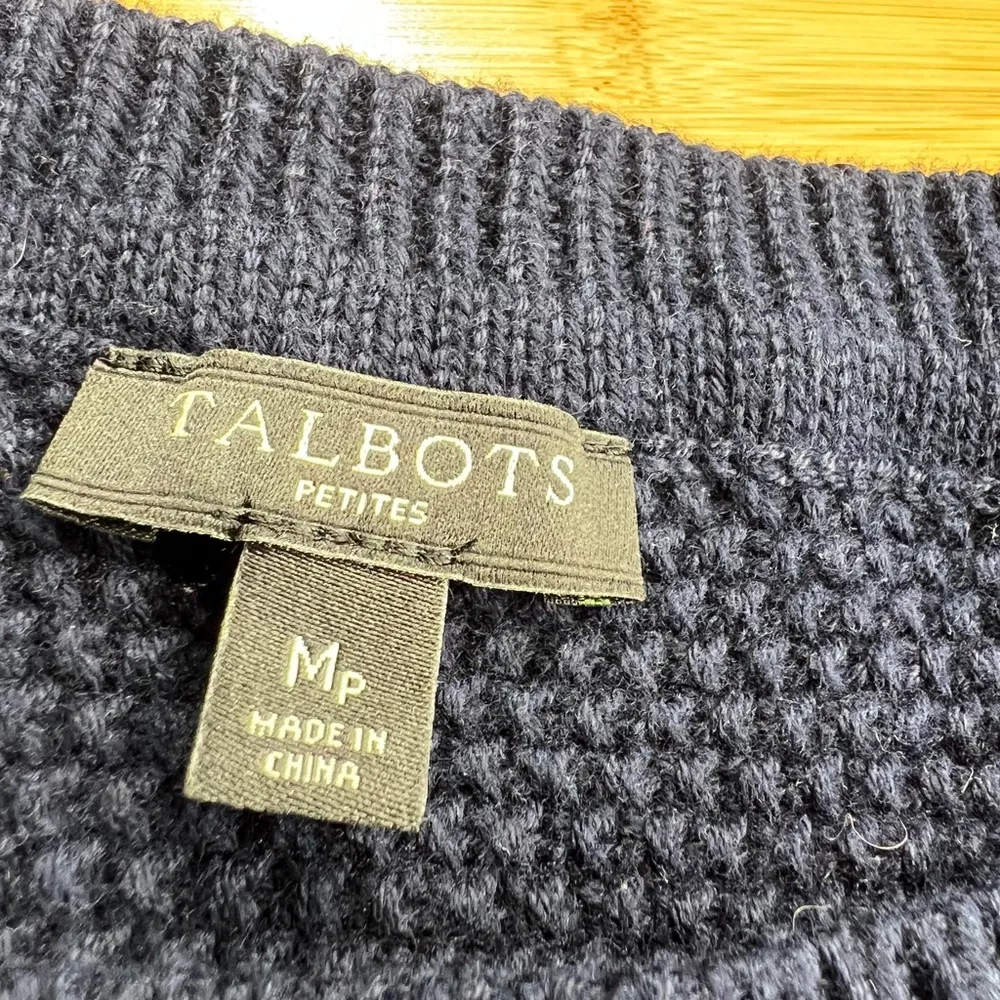 TALBOTS
PETITES
MP
MADE IN
CHINA